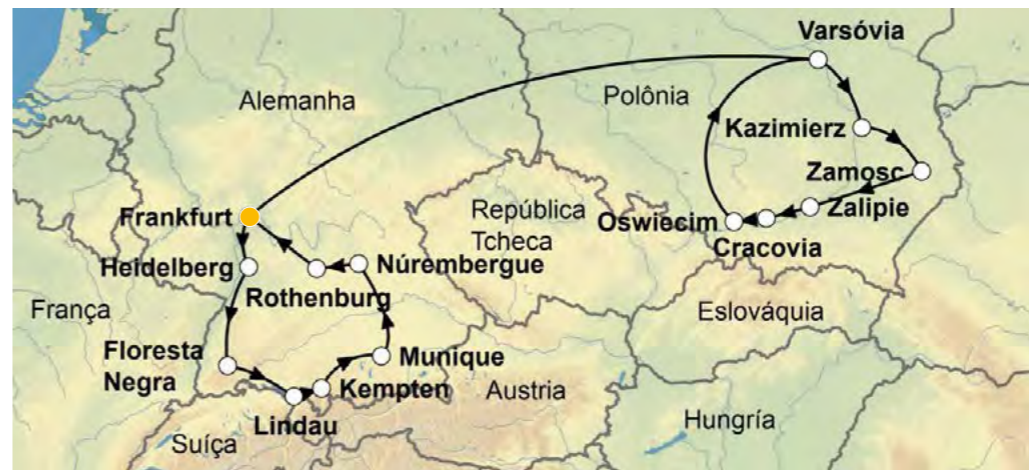 Varsóvia
Alemanha
Polônia
Kazimierz
Zamosc
Zalipie
Frankfurt
República
Tcheca
Oswiecim
Cracovia
Heidelberg
Núrembergue
Rothenburg
França
Eslováquia
Floresta
Negra
Munique
Kempten
Austria
Lindau
Hungría
Suíça